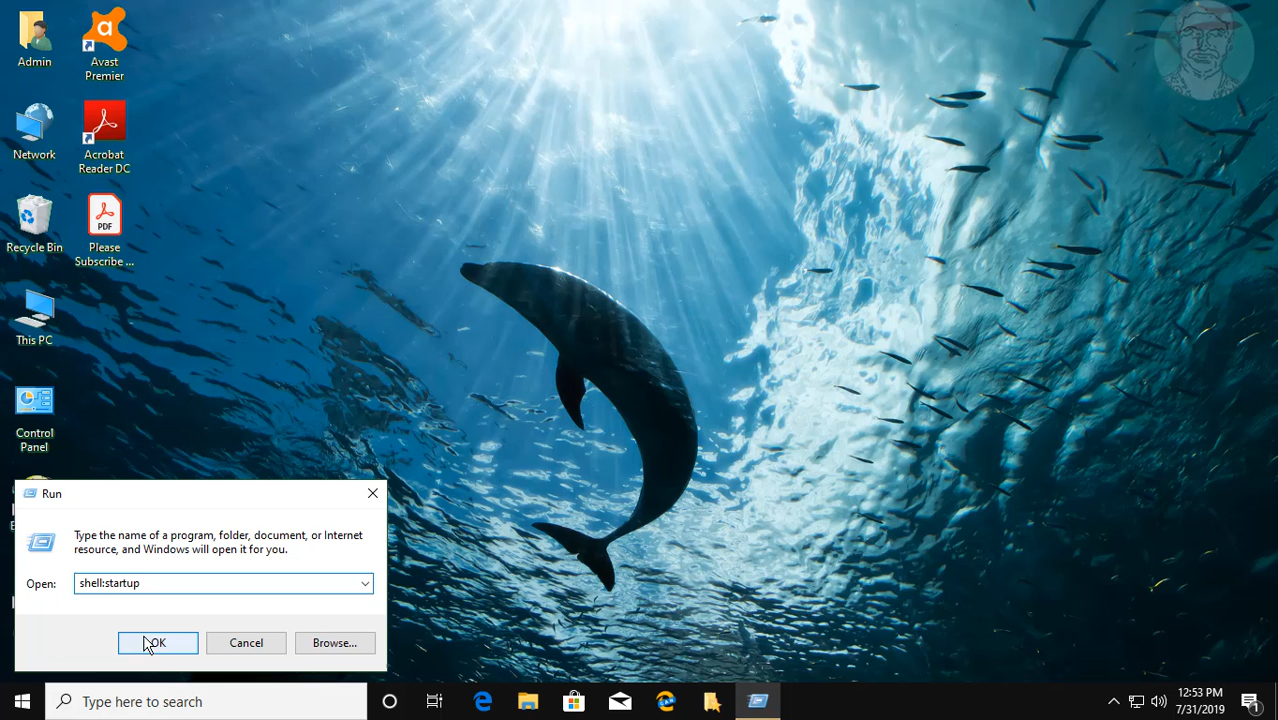 Admin
Avast
Premier
Network
Acrobat
Reader DC
Recycle Bin
PDF
Please
Subscribe ...
This PC
Control
Panel
Run
Type the name of a program, folder, document, or Internet
resource, and Windows will open it for you.
Open:
shell:startup
OK
Cancel
Browse...
Type here to search
12:53 PM
7/31/2019
1